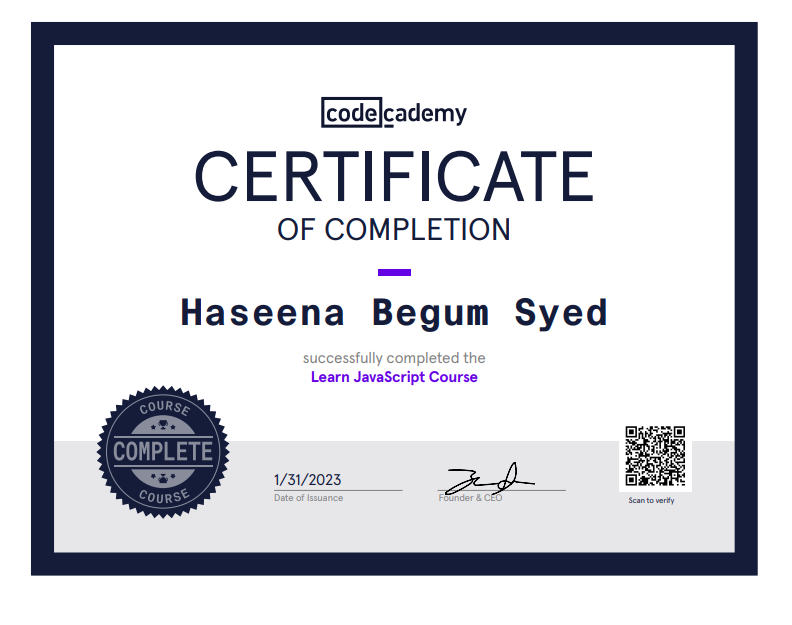 codecademy
CERTIFICATE
OF COMPLETION
Haseena Begum Syed
successfully completed the
Learn JavaScript Course
COURSE
COMPLETE
COURSE
1/31/2023
Date of Issuance
Founder & CEO
Scan to verify